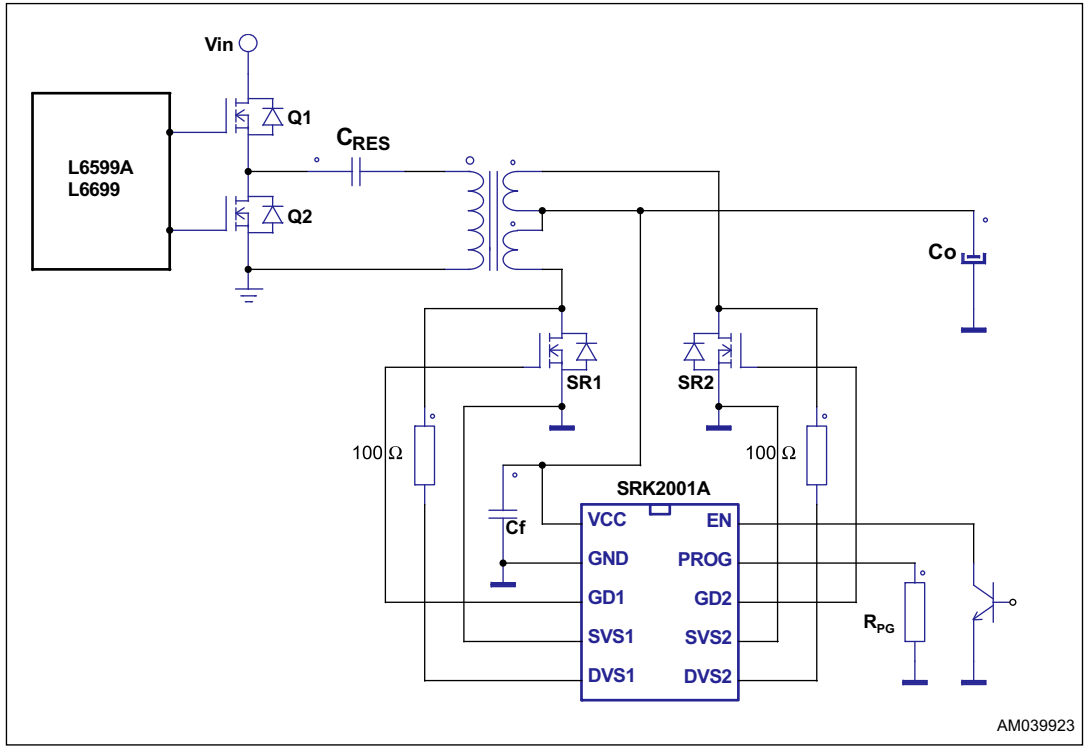 Vin
Q1
L6599A
L6699
CRES
Q2
Co
SR1
SR2
100 Ω
100 Ω
SRK2001A
Cf
VCC
EN
GND
PROG
GD1
GD2
RPG
SVS1
SVS2
DVS1
DVS2
AM039923